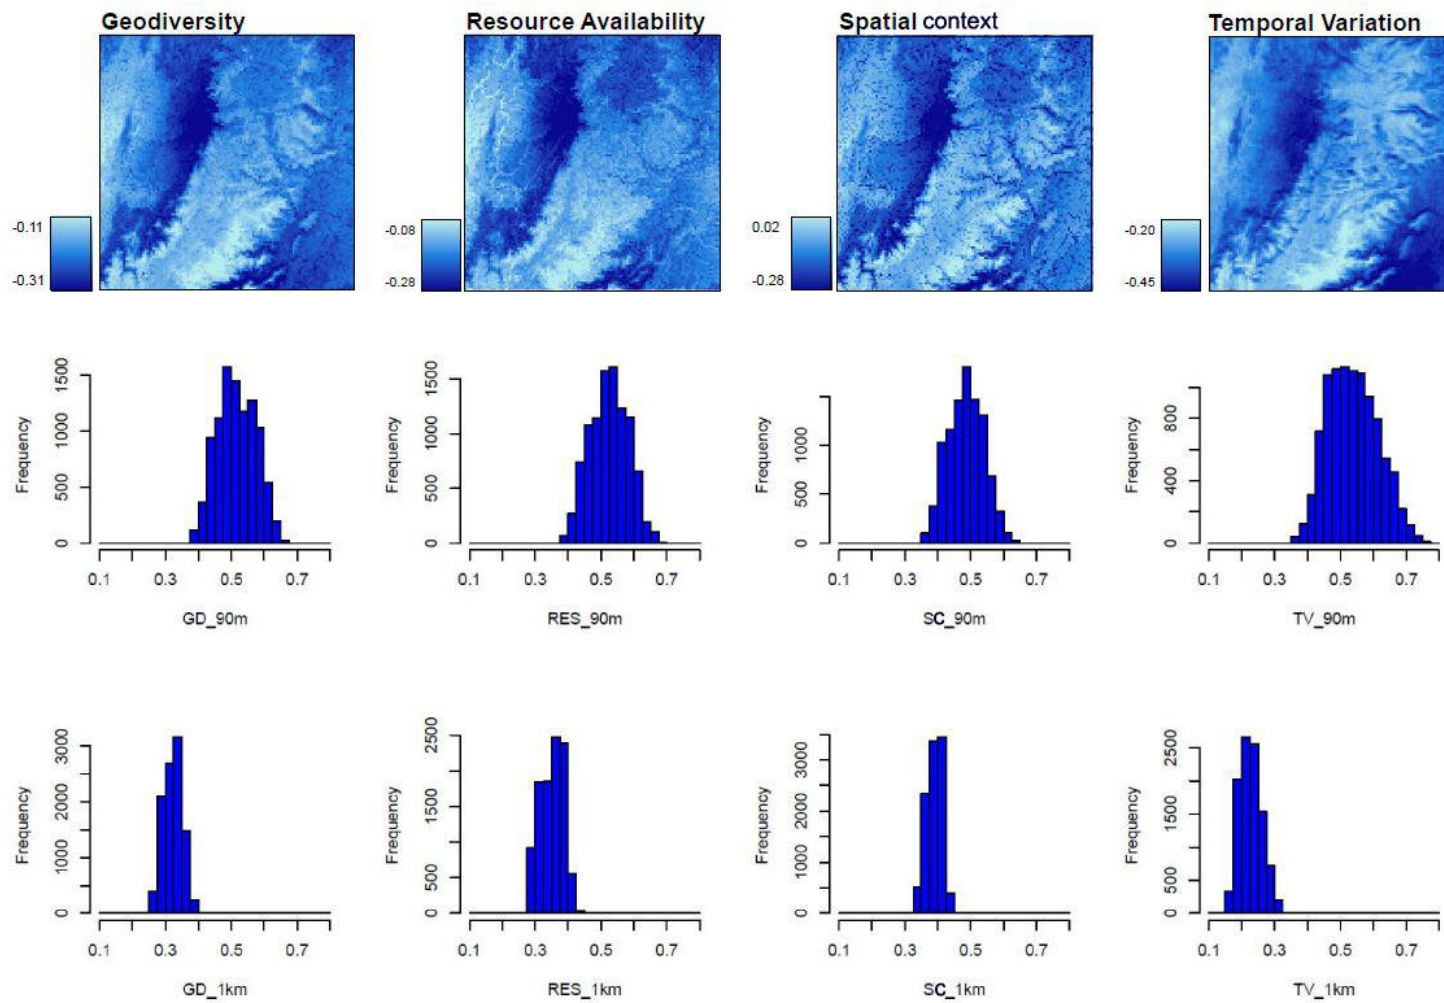 Geodiversity
Resource Availability
Spatial context
Temporal Variation
-0.11
-0.31
-0.08
-0.28
0.02
-0.28
-0.20
-0.45
Frequency
0 500 1000 1500
0.1 0.3 0.5 0.7
GD_90m
Frequency
0 500 1000 1500
0.1 0.3 0.5 0.7
RES_90m
Frequency
0 500 1000
0.1 0.3 0.5 0.7
SC_90m
Frequency
0 400 800
0.1 0.3 0.5 0.7
TV_90m
Frequency
0 1000 2000 3000
0.1 0.3 0.5 0.7
GD_1km
Frequency
0 500 1500 2500
0.1 0.3 0.5 0.7
RES_1km
Frequency
0 1000 2000 3000
0.1 0.3 0.5 0.7
SC_1km
Frequency
0 500 1500 2500
0.1 0.3 0.5 0.7
TV_1km